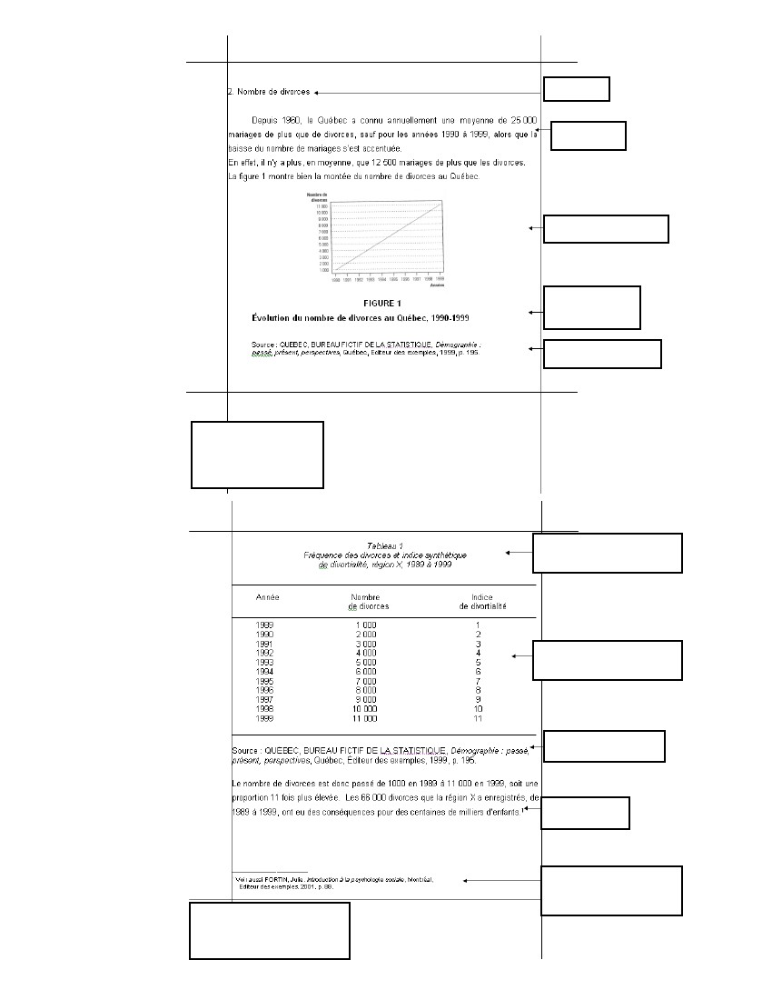 2. Nombre de divorces
Depuis 1960, le Québec a connu annuellement une moyenne de 25 000
mariages de plus que de divorces, sauf pour les années 1990 à 1999, alors que la
baisse du nombre de mariages s'est accentuée.
En effet, il n'y a plus, en moyenne, que 12 500 mariages de plus que les divorces.
La figure 1 montre bien la montée du nombre de divorces au Québec.
Nombre de
divorces
11 000
10 000
9 000
8 000
7 000
6 000
5 000
4 000
3 000
2 000
1 000
1990 1991 1992 1993 1994 1995 1996 1997 1998 1999
Années
FIGURE 1
Évolution du nombre de divorces au Québec, 1990-1999
Source : QUEBEC, BUREAU FICTIF DE LA STATISTIQUE, Démographie :
passé, présent, perspectives, Québec, Éditeur des exemples, 1999, p. 195.
Tableau 1
Fréquence des divorces et indice synthétique
de divortialité, région X, 1989 à 1999
Année Nombre Indice
de divorces de divortialité
1989 1 000 1
1990 2 000 2
1991 3 000 3
1992 4 000 4
1993 5 000 5
1994 6 000 6
1995 7 000 7
1996 8 000 8
1997 9 000 9
1998 10 000 10
1999 11 000 11
Source : QUEBEC, BUREAU FICTIF DE LA STATISTIQUE, Démographie : passé,
présent, perspectives, Québec, Éditeur des exemples, 1999, p. 195.
Le nombre de divorces est donc passé de 1000 en 1989 à 11 000 en 1999, soit une
proportion 11 fois plus élevée. Les 66 000 divorces que la région X a enregistrés, de
1989 à 1999, ont eu des conséquences pour des centaines de milliers d'enfants.¹
Voir aussi FORTIN, Julie, Introduction à la psychologie sociale, Montréal,
Éditeur des exemples, 2001, p. 88.